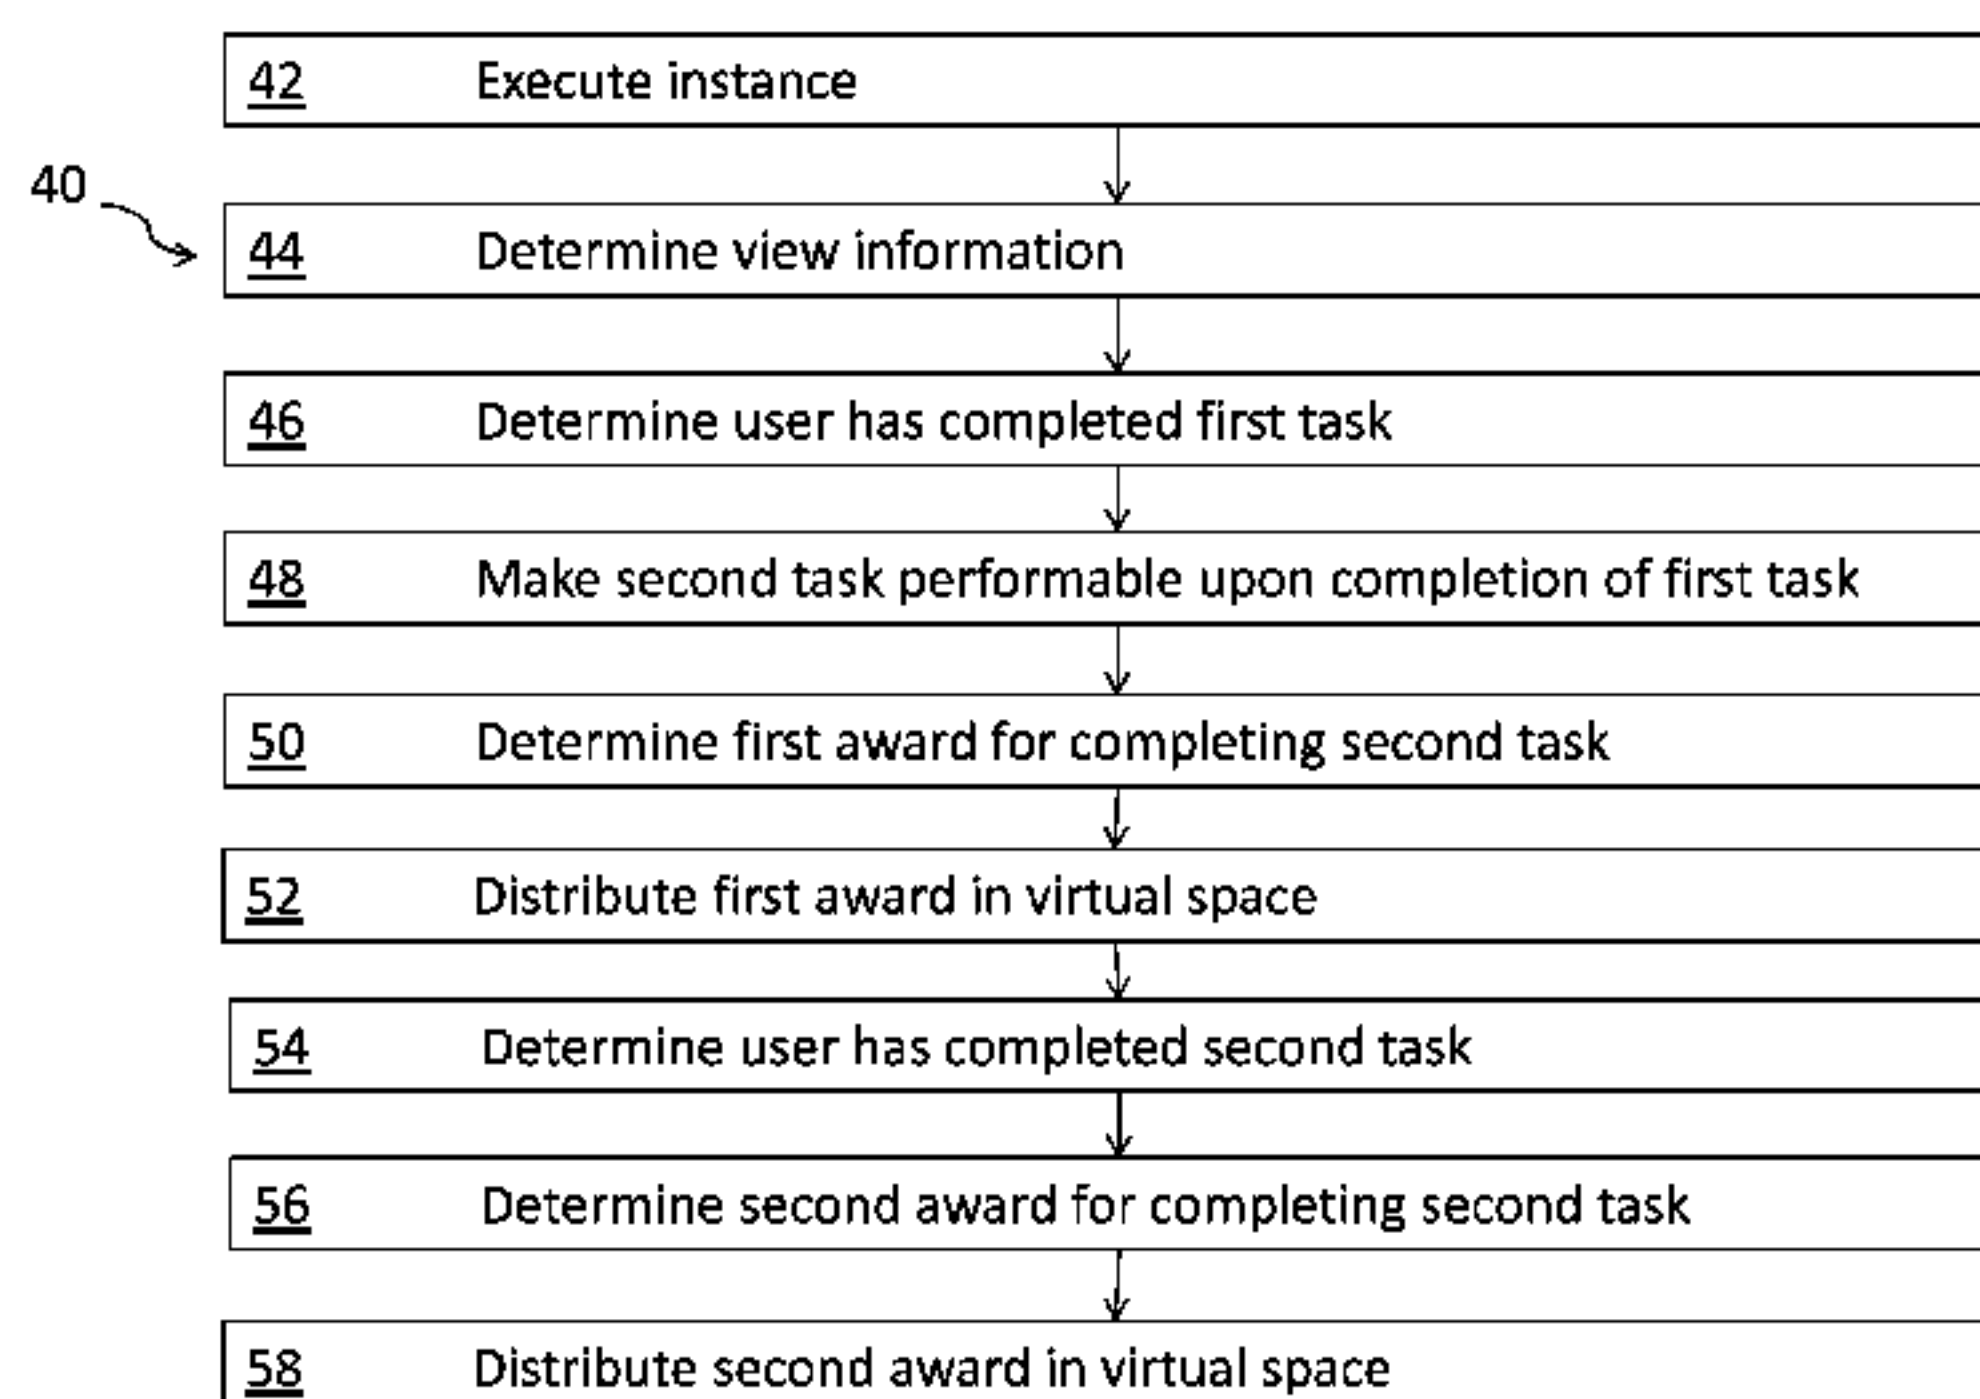 42 Execute instance
40
44 Determine view information
46 Determine user has completed first task
48 Make second task performable upon completion of first task
50 Determine first award for completing second task
52 Distribute first award in virtual space
54 Determine user has completed second task
56 Determine second award for completing second task
58 Distribute second award in virtual space